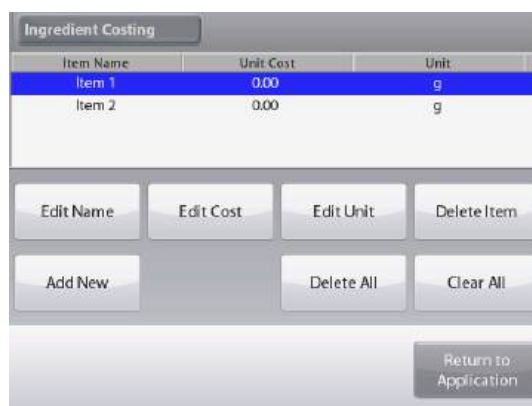 Ingredient Costing
Item Name Unit Cost Unit
Item 1 0.00 g
Item 2 0.00 g
Edit Name Edit Cost Edit Unit Delete Item
Add New Delete All Clear All
Return to
Application